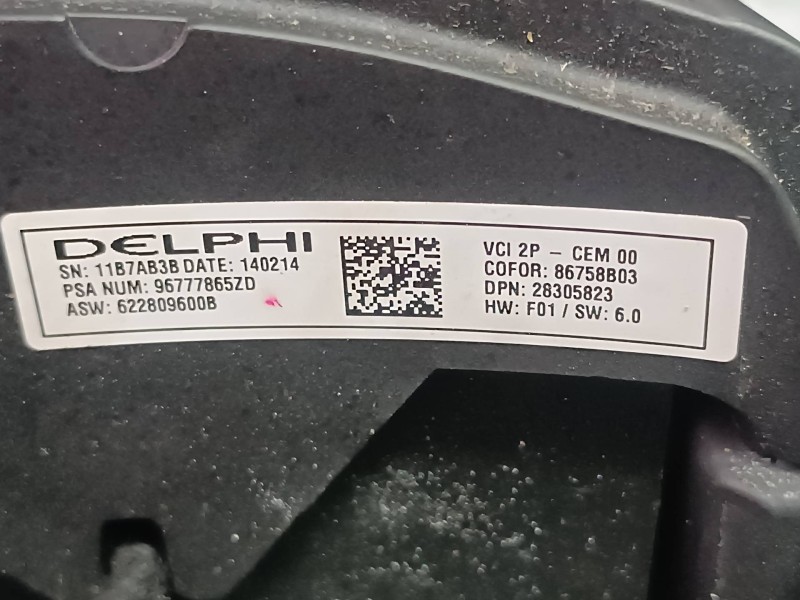 DELPHI
SN: 11B7AB3B DATE: 140214
PSA NUM: 96777865ZD
ASW: 622809600B
VCI 2P - CEM 00
COFOR: 86758B03
DPN: 28305823
HW: F01 / SW: 6.0